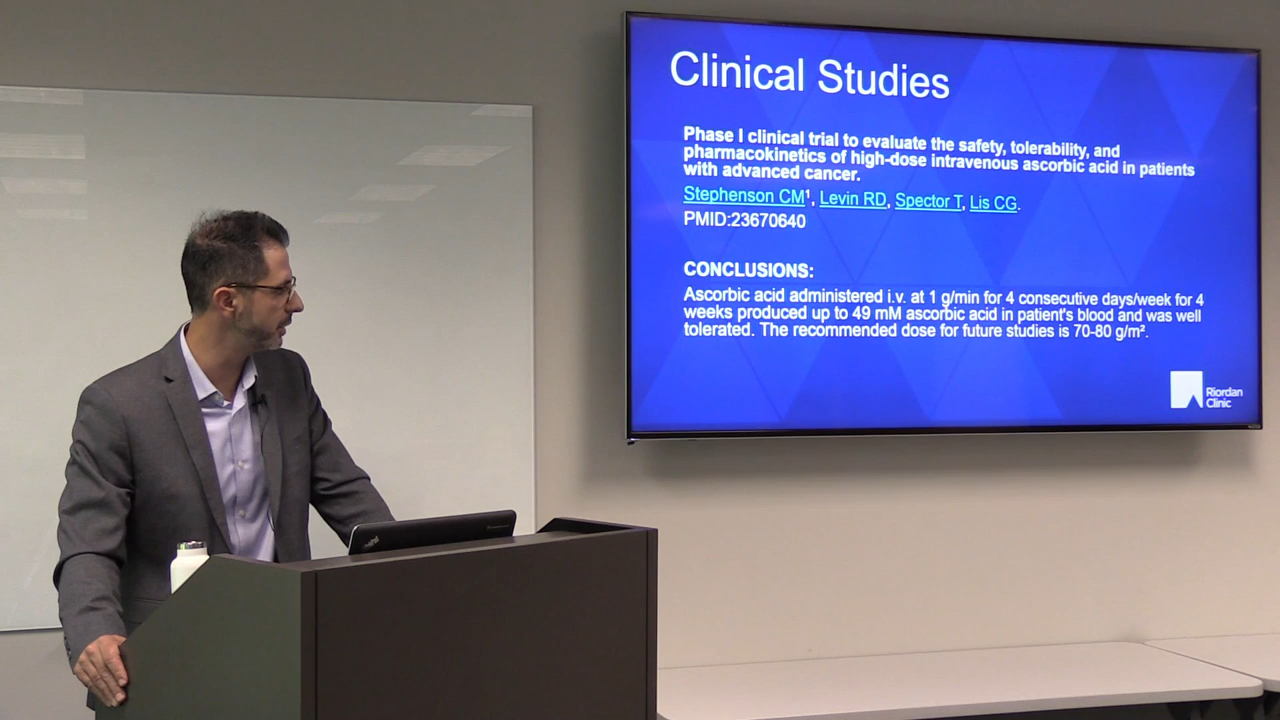 Clinical Studies
Phase I clinical trial to evaluate the safety, tolerability, and
pharmacokinetics of high-dose intravenous ascorbic acid in patients
with advanced cancer.
Stephenson CM¹, Levin RD, Spector T, Lis CG.
PMID:23670640
CONCLUSIONS:
Ascorbic acid administered i.v. at 1 g/min for 4 consecutive days/week for 4
weeks produced up to 49 mM ascorbic acid in patient's blood and was well
tolerated. The recommended dose for future studies is 70-80 g/m².
Riordan
Clinic